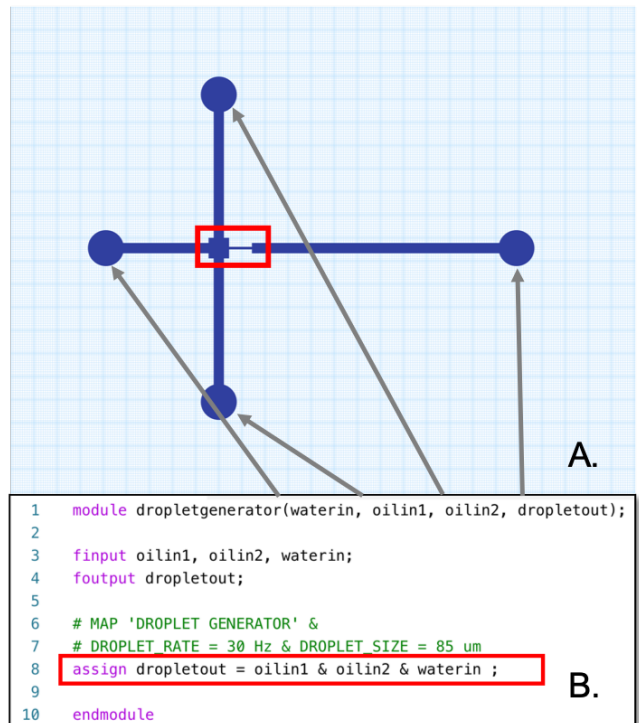 A.
1 module dropletgenerator(waterin, oilin1, oilin2, dropletout);
2
3 finput oilin1, oilin2, waterin;
4 foutput dropletout;
5
6 # MAP 'DROPLET GENERATOR' &
7 # DROPLET_RATE = 30 Hz & DROPLET_SIZE = 85 um
8 assign dropletout = oilin1 & oilin2 & waterin ;
9
B.
10 endmodule